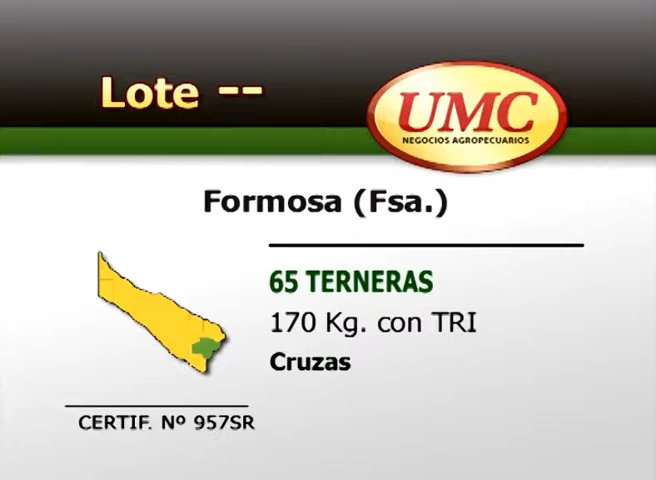 Lote --
UMC
NEGOCIOS AGROPECUARIOS
Formosa (Fsa.)
65 TERNERAS
170 Kg. con TRI
Cruzas
CERTIF. Nº 957SR